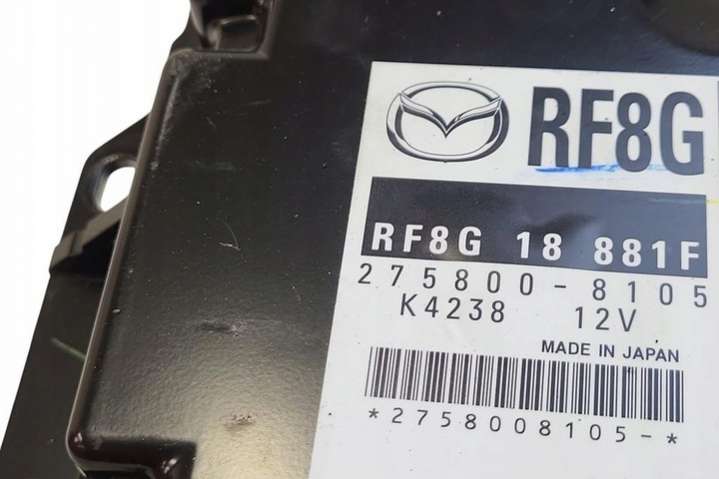 RF8G
RF8G 18 881F
275800-8105
K4238 12V
MADE IN JAPAN
*2758008105-*